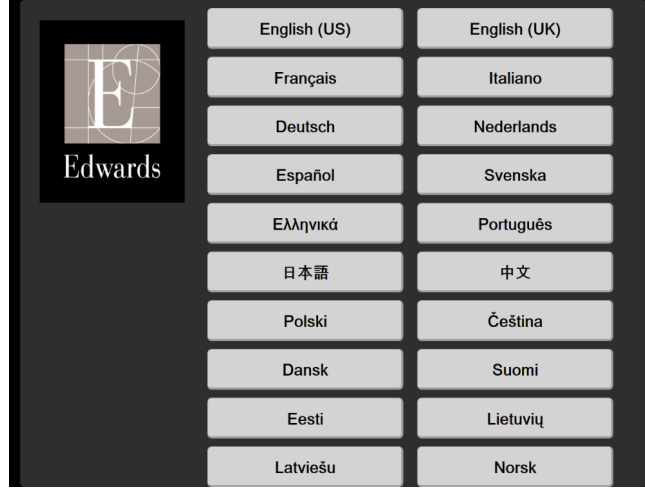 E
Edwards
English (US)
English (UK)
Français
Italiano
Deutsch
Nederlands
Español
Svenska
Ελληνικά
Português
日本語
中文
Polski
Čeština
Dansk
Suomi
Eesti
Lietuvių
Latviešu
Norsk